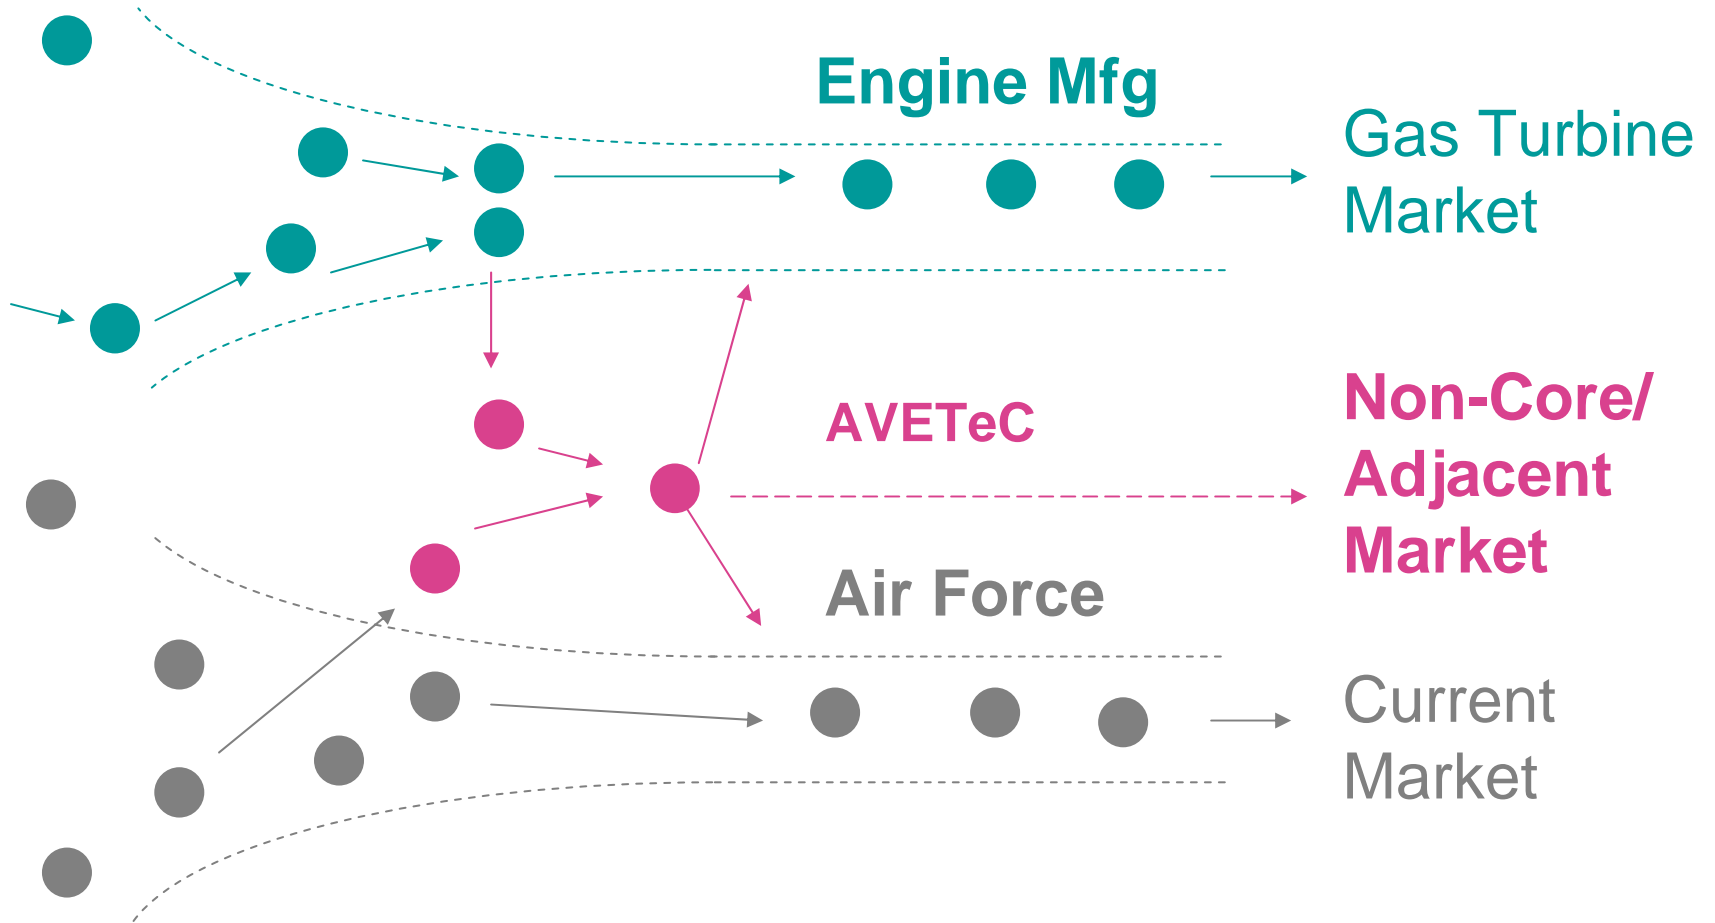 Engine Mfg
Gas Turbine
Market
AVETeC
Non-Core/
Adjacent
Market
Air Force
Current
Market